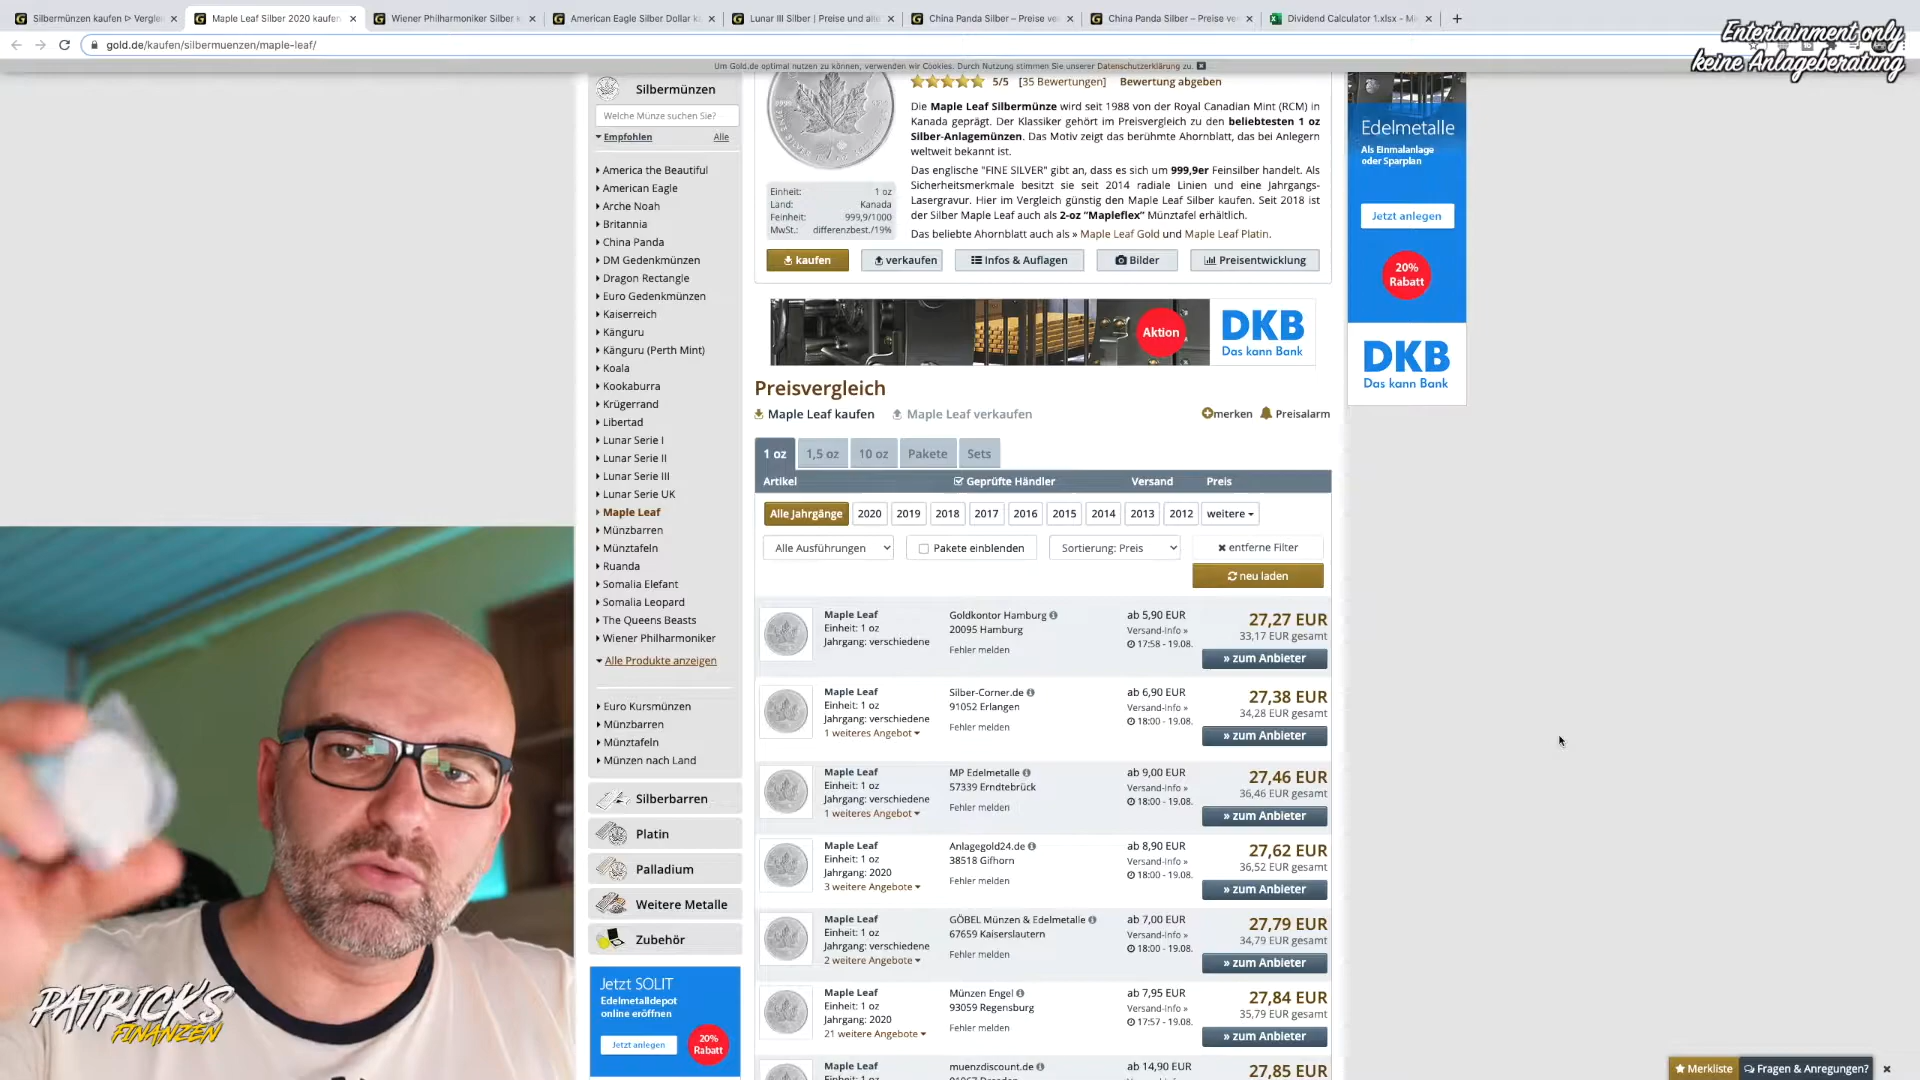 Silbermünzen kaufen ᐅ Verglei
Maple Leaf Silber 2020 kaufen
Wiener Philharmoniker Silber k
American Eagle Silber Dollar k
Lunar III Silber | Preise und alle
China Panda Silber – Preise ve
China Panda Silber – Preise ve
Dividend Calculator 1.xlsx - Mi
gold.de/kaufen/silbermuenzen/maple-leaf/
Entertainment only
keine Anlageberatung
Um Gold.de optimal nutzen zu können, verwenden wir Cookies. Durch Nutzung stimmen Sie unserer Datenschutzerklärung zu.
Silbermünzen
Welche Münze suchen Sie?
Empfohlen
Alle
America the Beautiful
American Eagle
Arche Noah
Britannia
China Panda
DM Gedenkmünzen
Dragon Rectangle
Euro Gedenkmünzen
Kaiserreich
Känguru
Känguru (Perth Mint)
Koala
Kookaburra
Krügerrand
Libertad
Lunar Serie I
Lunar Serie II
Lunar Serie III
Lunar Serie UK
Maple Leaf
Münzbarren
Münztafeln
Ruanda
Somalia Elefant
Somalia Leopard
The Queens Beasts
Wiener Philharmoniker
Alle Produkte anzeigen
Euro Kursmünzen
Münzbarren
Münztafeln
Münzen nach Land
Silberbarren
Platin
Palladium
Weitere Metalle
Zubehör
Jetzt SOLIT
Edelmetalldepot
online eröffnen
Jetzt anlegen
20%
Rabatt
5/5 [35 Bewertungen] Bewertung abgeben
Die Maple Leaf Silbermünze wird seit 1988 von der Royal Canadian Mint (RCM) in
Kanada geprägt. Der Klassiker gehört im Preisvergleich zu den beliebtesten 1 oz
Silber-Anlagemünzen. Das Motiv zeigt das berühmte Ahornblatt, das bei Anlegern
weltweit bekannt ist.
Das englische "FINE SILVER" gibt an, dass es sich um 999,9er Feinsilber handelt. Als
Sicherheitsmerkmale besitzt sie seit 2014 radiale Linien und eine Jahrgangs-
Lasergravur. Hier im Vergleich günstig den Maple Leaf Silber kaufen. Seit 2018 ist
der Silber Maple Leaf auch als 2-oz "Mapleflex" Münztafel erhältlich.
Das beliebte Ahornblatt auch als » Maple Leaf Gold und Maple Leaf Platin.
Einheit: 1 oz
Land: Kanada
Feinheit: 999,9/1000
MwSt.: differenzbest./19%
kaufen
verkaufen
Infos & Auflagen
Bilder
Preisentwicklung
Aktion
DKB
Das kann Bank
Preisvergleich
Maple Leaf kaufen
Maple Leaf verkaufen
merken
Preisalarm
1 oz
1,5 oz
10 oz
Pakete
Sets
Artikel
Geprüfte Händler
Versand
Preis
Alle Jahrgänge 2020 2019 2018 2017 2016 2015 2014 2013 2012 weitere
Alle Ausführungen
Pakete einblenden
Sortierung: Preis
entferne Filter
neu laden
Maple Leaf
Einheit: 1 oz
Jahrgang: verschiedene
Goldkontor Hamburg
20095 Hamburg
Fehler melden
ab 5,90 EUR
Versand-Info »
17:58 - 19.08.
27,27 EUR
33,17 EUR gesamt
» zum Anbieter
Maple Leaf
Einheit: 1 oz
Jahrgang: verschiedene
1 weiteres Angebot
Silber-Corner.de
91052 Erlangen
Fehler melden
ab 6,90 EUR
Versand-Info »
18:00 - 19.08.
27,38 EUR
34,28 EUR gesamt
» zum Anbieter
Maple Leaf
Einheit: 1 oz
Jahrgang: verschiedene
1 weiteres Angebot
MP Edelmetalle
57339 Erndtebrück
Fehler melden
ab 9,00 EUR
Versand-Info »
18:00 - 19.08.
27,46 EUR
36,46 EUR gesamt
» zum Anbieter
Maple Leaf
Einheit: 1 oz
Jahrgang: 2020
3 weitere Angebote
Anlagegold24.de
38518 Gifhorn
Fehler melden
ab 8,90 EUR
Versand-Info »
18:00 - 19.08.
27,62 EUR
36,52 EUR gesamt
» zum Anbieter
Maple Leaf
Einheit: 1 oz
Jahrgang: verschiedene
2 weitere Angebote
GÖBEL Münzen & Edelmetalle
67659 Kaiserslautern
Fehler melden
ab 7,00 EUR
Versand-Info »
18:00 - 19.08.
27,79 EUR
34,79 EUR gesamt
» zum Anbieter
Maple Leaf
Einheit: 1 oz
Jahrgang: 2020
21 weitere Angebote
Münzen Engel
93059 Regensburg
Fehler melden
ab 7,95 EUR
Versand-Info »
17:57 - 19.08.
27,84 EUR
35,79 EUR gesamt
» zum Anbieter
Maple Leaf
muenzdiscount.de
ab 14,90 EUR
27,85 EUR
Edelmetalle
Als Einmalanlage
oder Sparplan
Jetzt anlegen
20%
Rabatt
DKB
Das kann Bank
PATRICK'S
FINANZEN
Merkliste
Fragen & Anregungen?